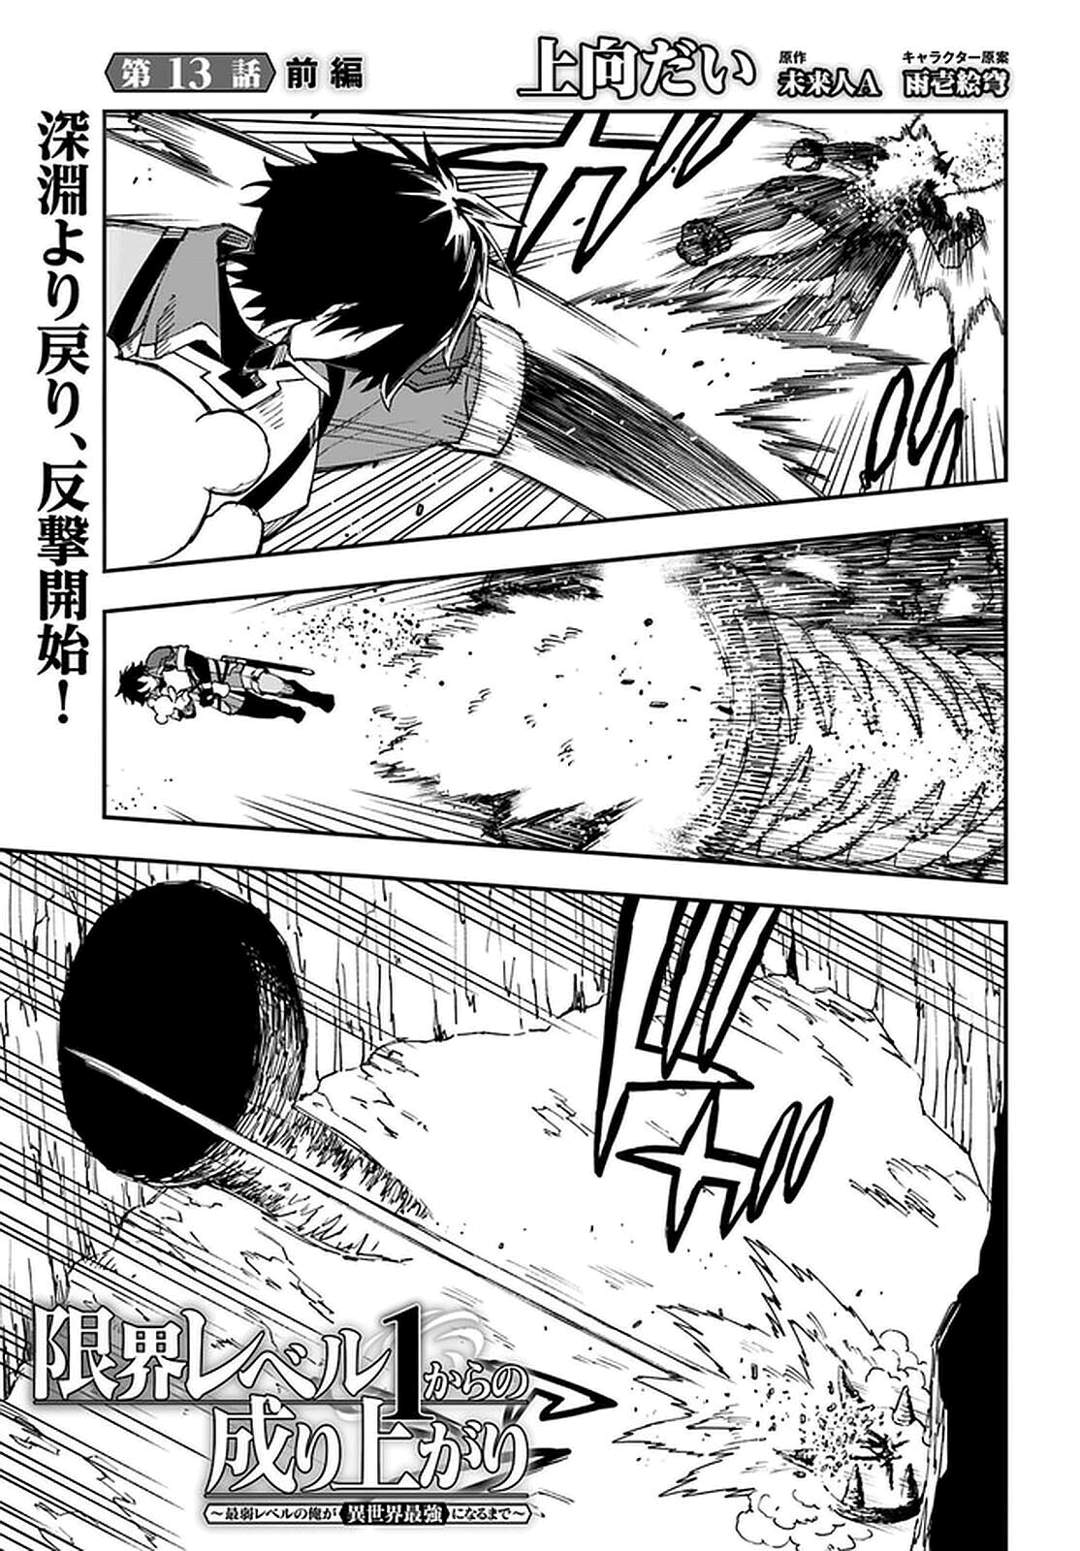 第13話 前編
上向だい
原作
未来人A
キャラクター原案
雨壱絵穹
深淵より戻り、反撃開始！
限界レベル1からの
成り上がり
～最弱レベルの俺が異世界最強になるまで～